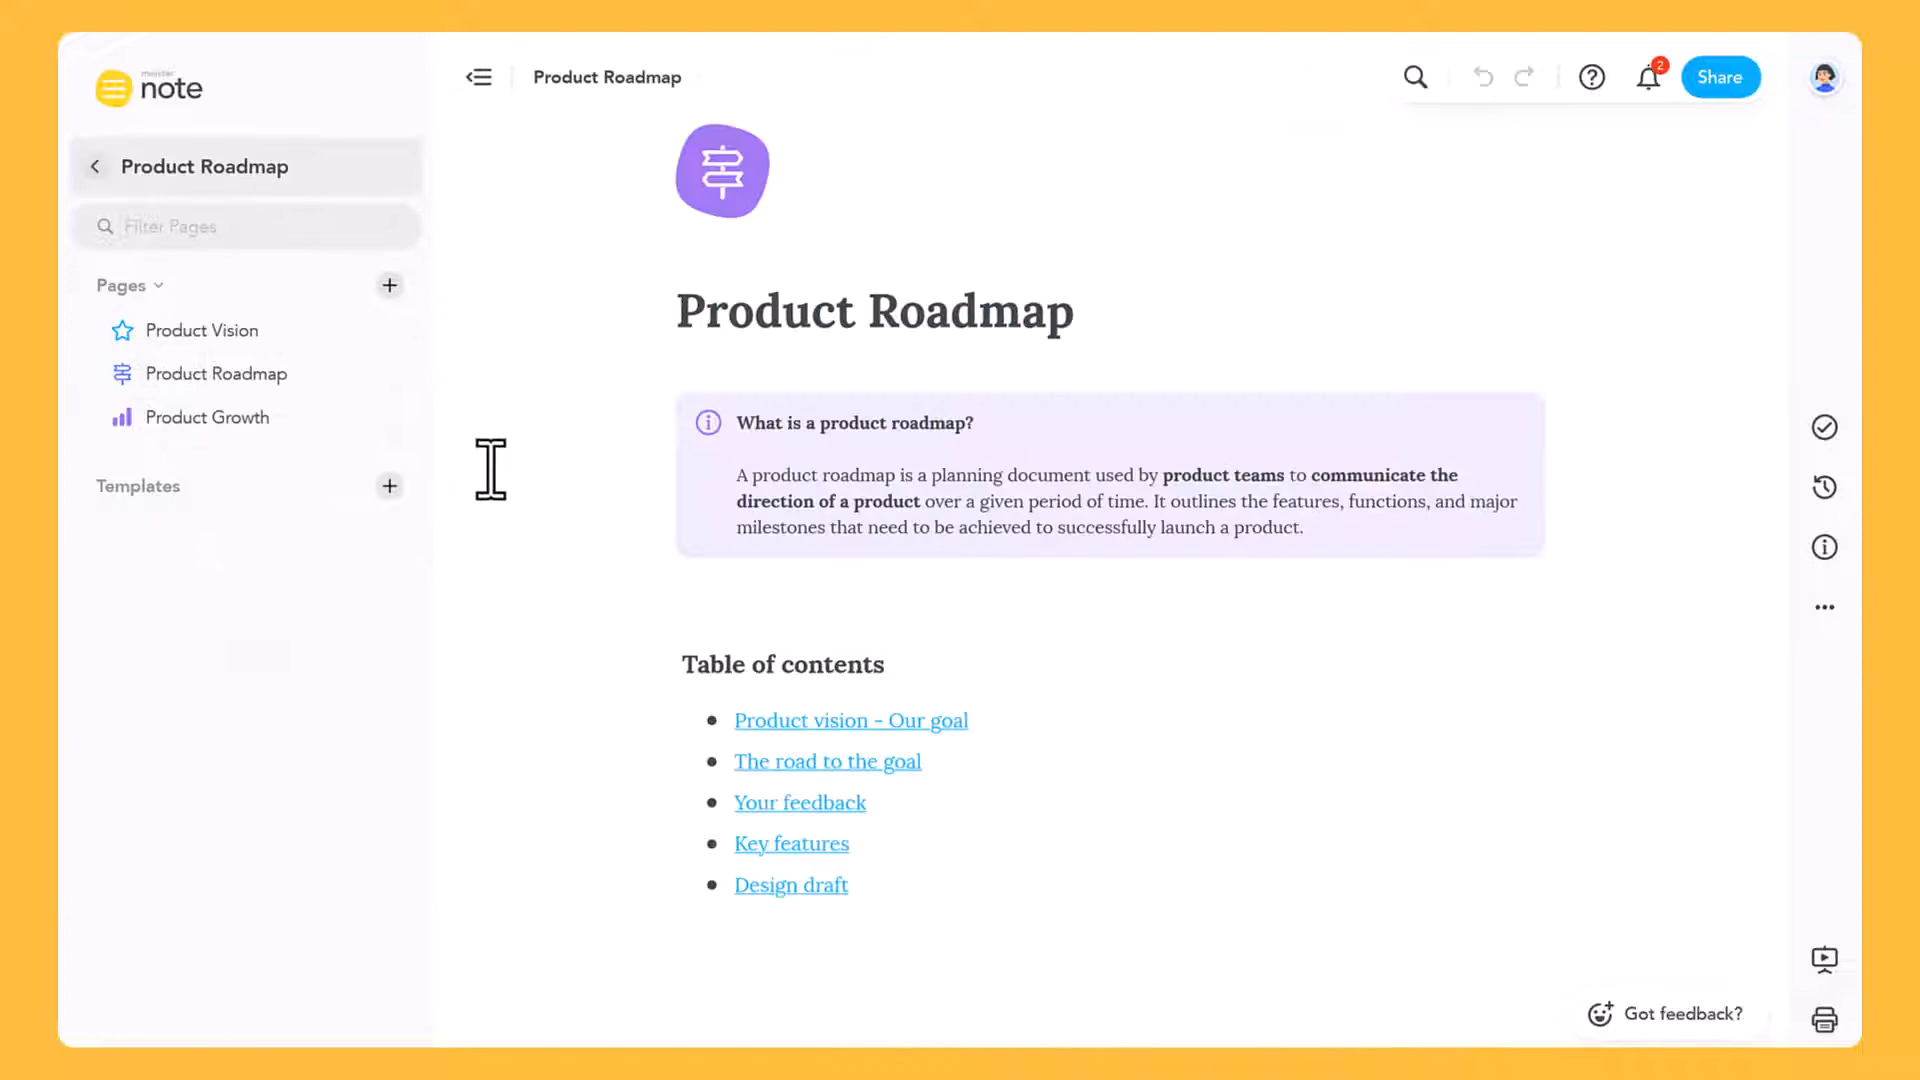 meister
note
Product Roadmap
Filter Pages
Pages
Product Vision
Product Roadmap
Product Growth
Templates
Product Roadmap
2
Share
Product Roadmap
What is a product roadmap?
A product roadmap is a planning document used by product teams to communicate the
direction of a product over a given period of time. It outlines the features, functions, and major
milestones that need to be achieved to successfully launch a product.
Table of contents
Product vision - Our goal
The road to the goal
Your feedback
Key features
Design draft
Got feedback?